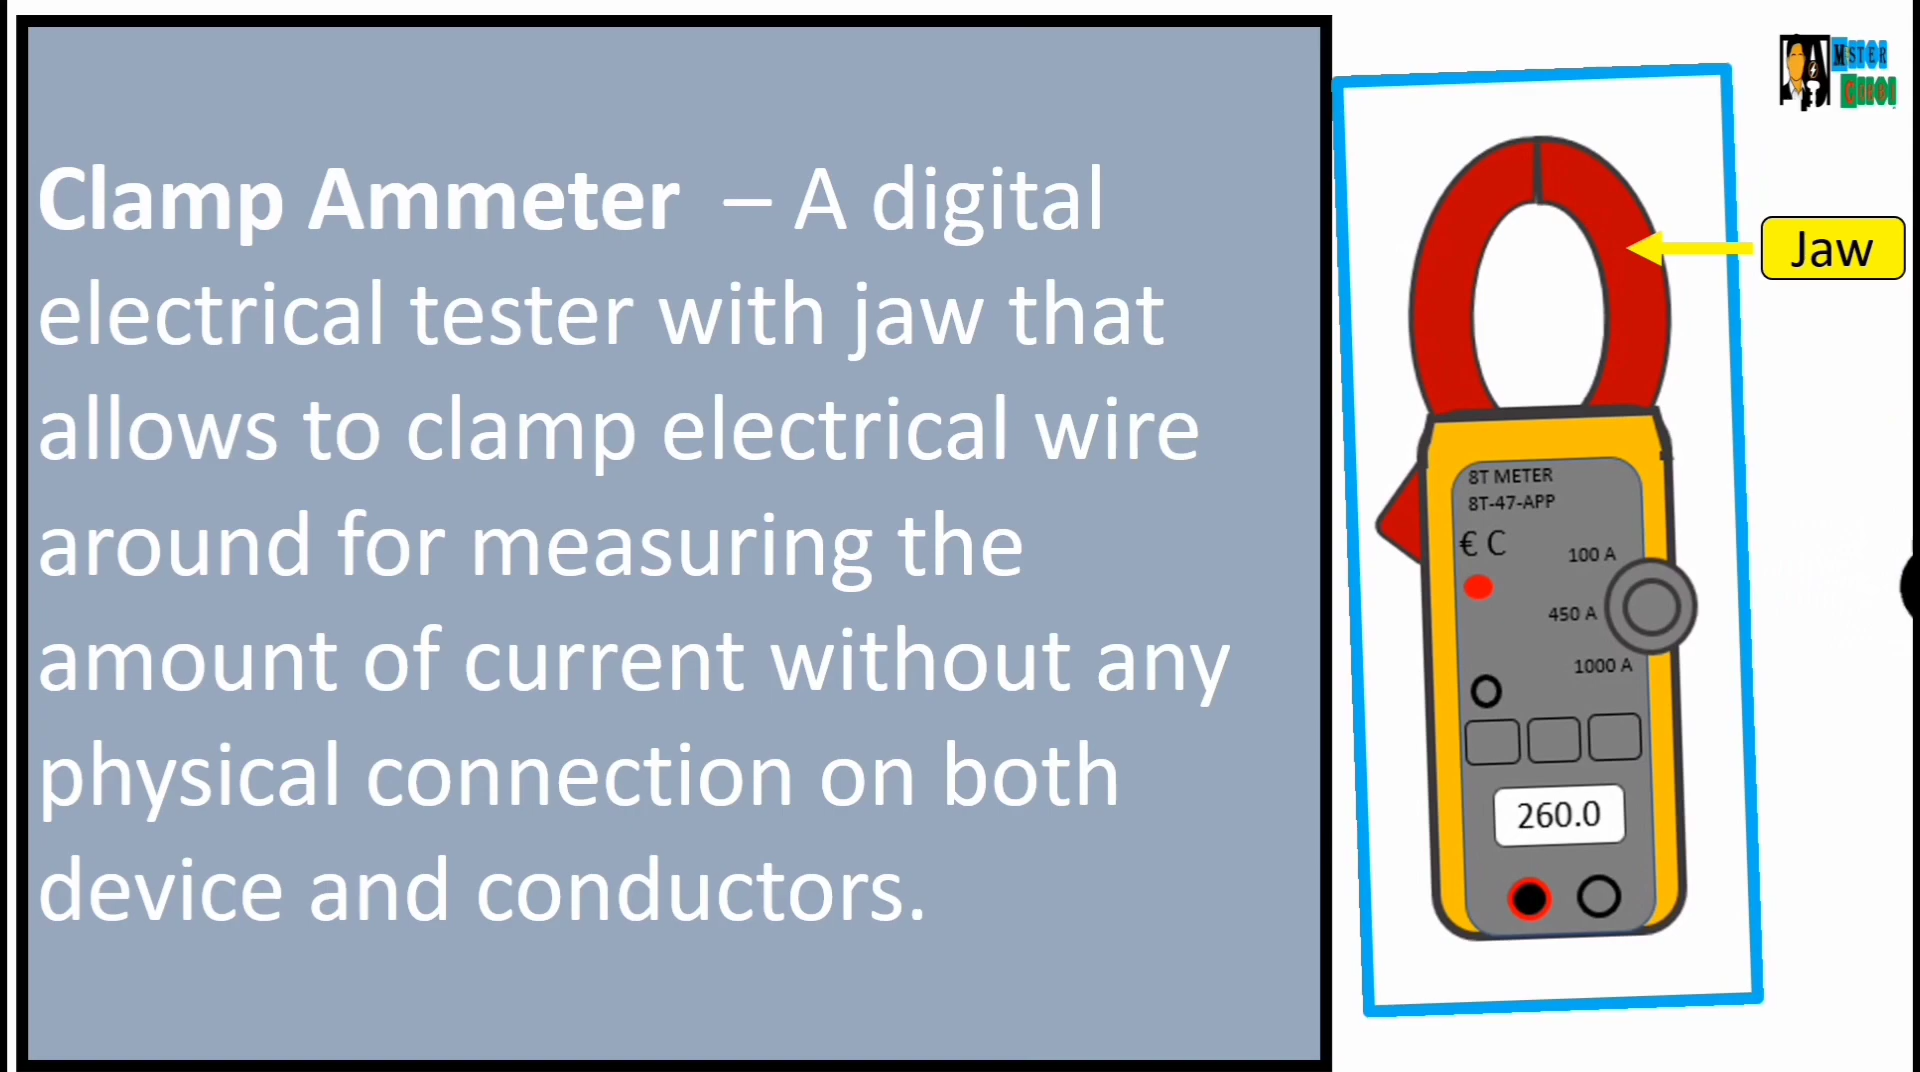 Clamp Ammeter – A digital
electrical tester with jaw that
allows to clamp electrical wire
around for measuring the
amount of current without any
physical connection on both
device and conductors.
Jaw
8T METER
8T-47-APP
€ C
100 A
450 A
1000 A
260.0